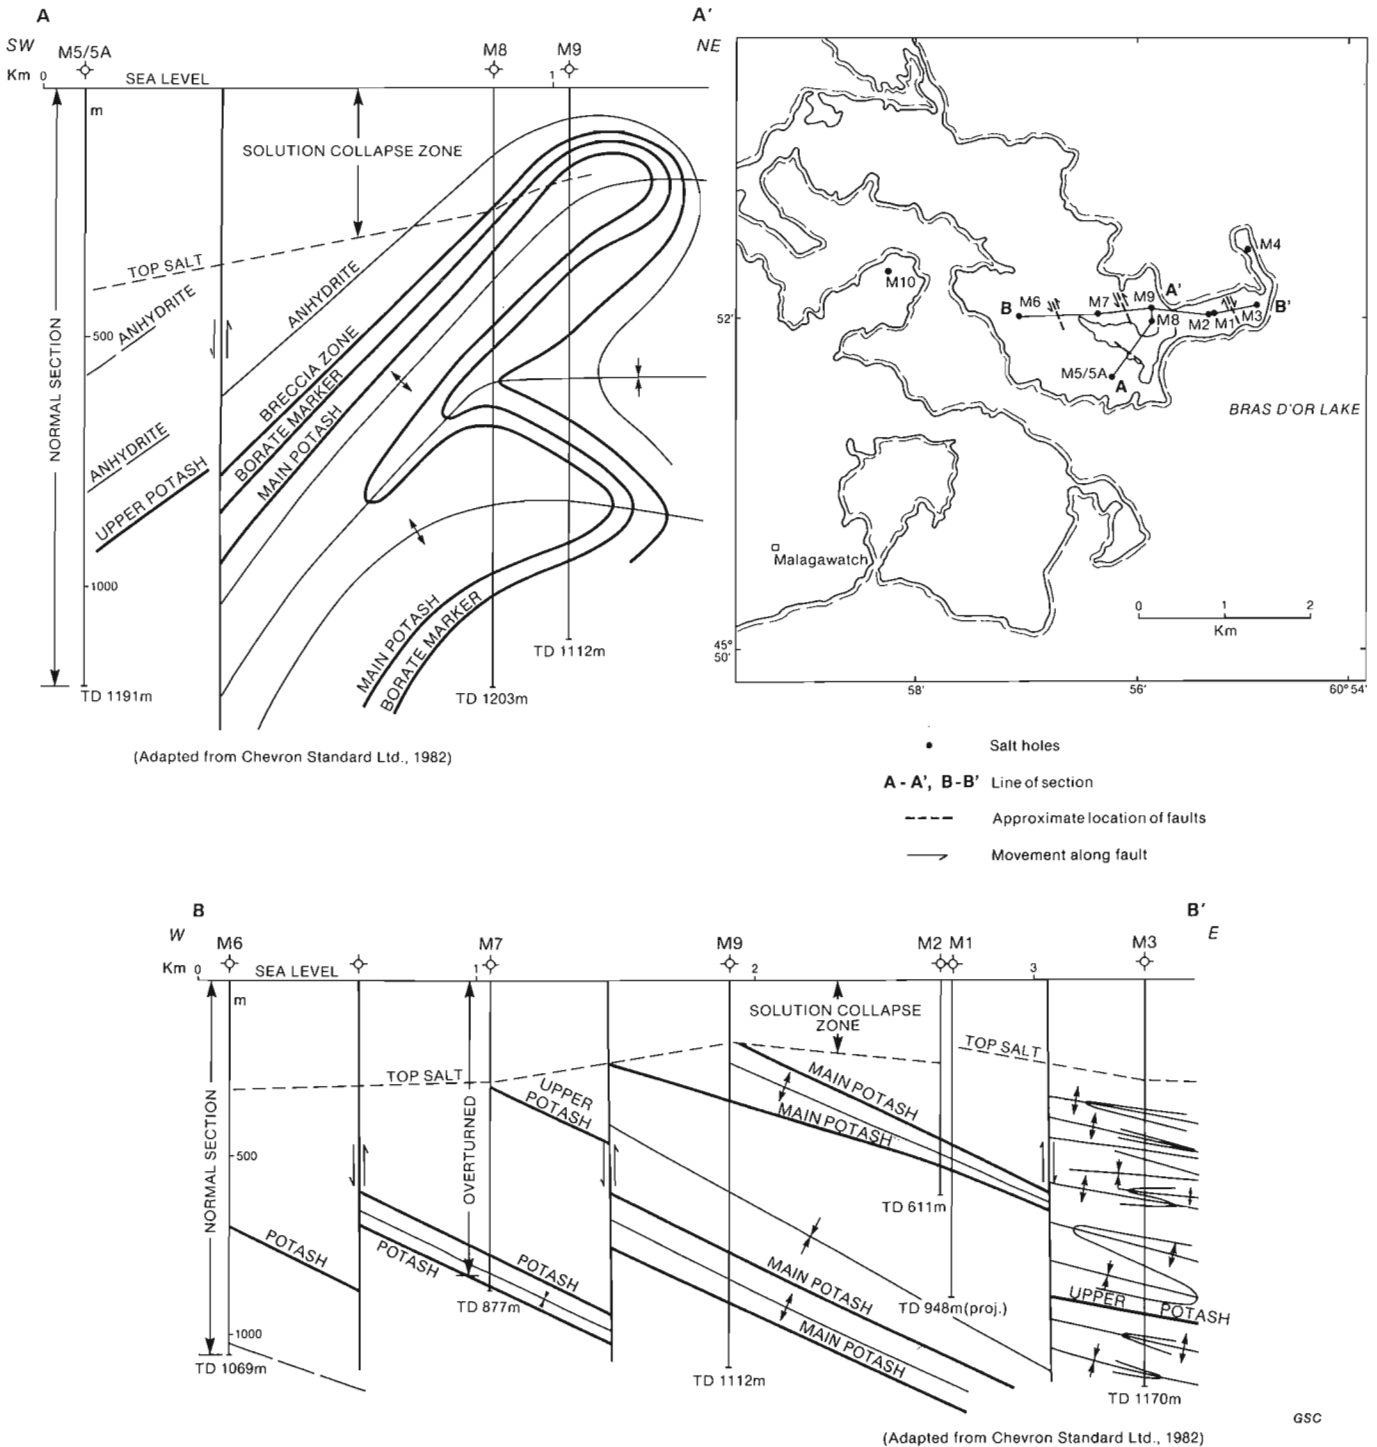 A
A'
SW
M5/5A
M8
M9
NE
Km
0
SEA LEVEL
1
m
SOLUTION COLLAPSE ZONE
TOP SALT
ANHYDRITE
ANHYDRITE
500
NORMAL SECTION
BRECCIA ZONE
BORATE MARKER
MAIN POTASH
ANHYDRITE
UPPER POTASH
1000
MAIN POTASH
BORATE MARKER
TD 1112m
TD 1191m
TD 1203m
(Adapted from Chevron Standard Ltd., 1982)
M4
M10
A'
M6
M7
M9
B
B'
52'
M8
M2
M1
M3
M5/5A
A
BRAS D'OR LAKE
Malagawatch
0
1
2
Km
45°
50'
58'
56'
60° 54'
Salt holes
A - A', B-B' Line of section
Approximate location of faults
Movement along fault
B
B'
W
E
M6
M7
M9
M2
M1
M3
Km
0
SEA LEVEL
1
2
3
m
SOLUTION COLLAPSE
ZONE
TOP SALT
TOP SALT
UPPER
POTASH
MAIN POTASH
MAIN POTASH
NORMAL SECTION
500
OVERTURNED
TD 611m
POTASH
POTASH
POTASH
MAIN POTASH
UPPER POTASH
TD 877m
TD 948m(proj.)
1000
MAIN POTASH
TD 1069m
TD 1112m
TD 1170m
GSC
(Adapted from Chevron Standard Ltd., 1982)